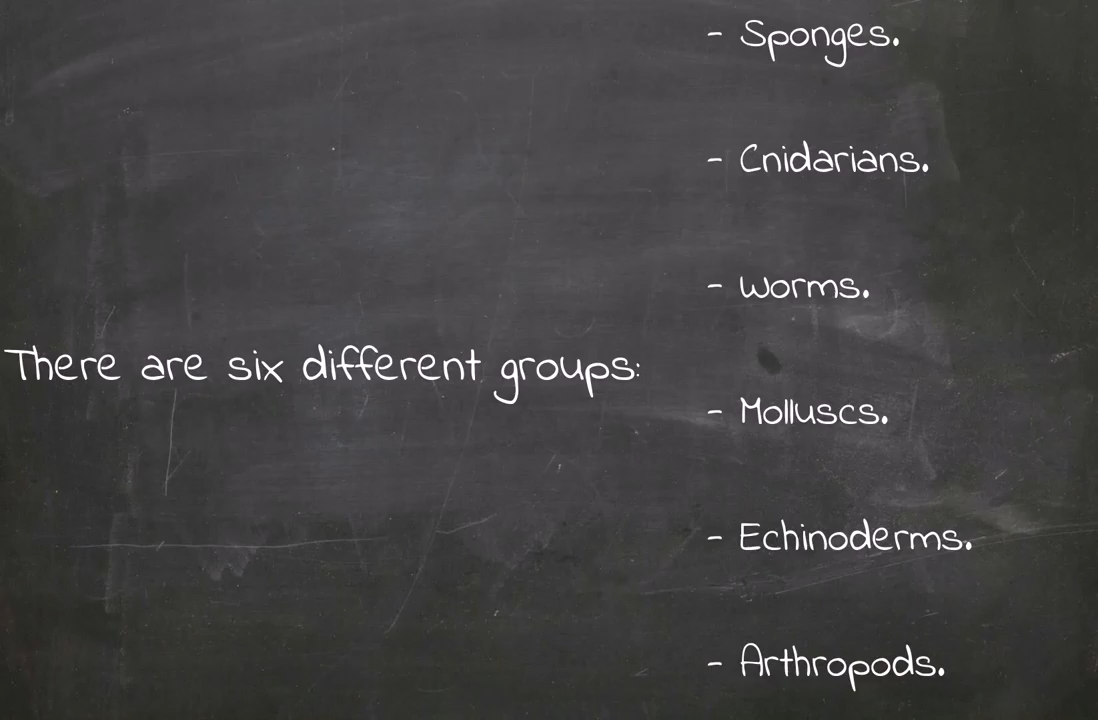 There are six different groups:
- Sponges.
- Cnidarians.
- Worms.
- Molluscs.
- Echinoderms.
- Arthropods.